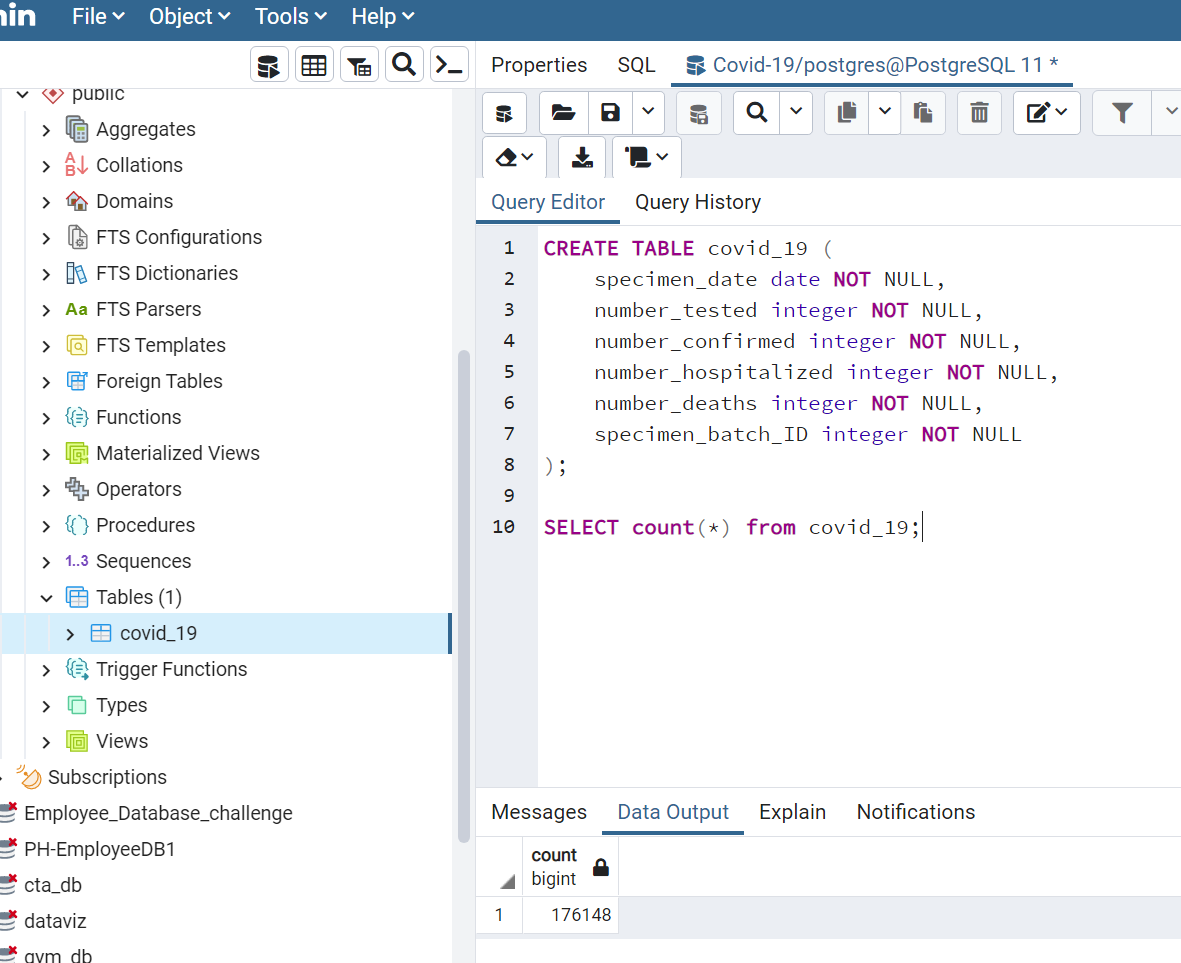 File Object Tools Help
Properties SQL Covid-19/postgres@PostgreSQL 11 *
public
Aggregates
Collations
Domains
FTS Configurations
FTS Dictionaries
Aa FTS Parsers
FTS Templates
Foreign Tables
Functions
Materialized Views
Operators
Procedures
1..3 Sequences
Tables (1)
covid_19
Trigger Functions
Types
Views
Subscriptions
Employee_Database_challenge
PH-EmployeeDB1
cta_db
dataviz
gym_db
Query Editor Query History
1 CREATE TABLE covid_19 (
2 specimen_date date NOT NULL,
3 number_tested integer NOT NULL,
4 number_confirmed integer NOT NULL,
5 number_hospitalized integer NOT NULL,
6 number_deaths integer NOT NULL,
7 specimen_batch_ID integer NOT NULL
8 );
9
10 SELECT count(*) from covid_19;
Messages Data Output Explain Notifications
count
bigint
1 176148